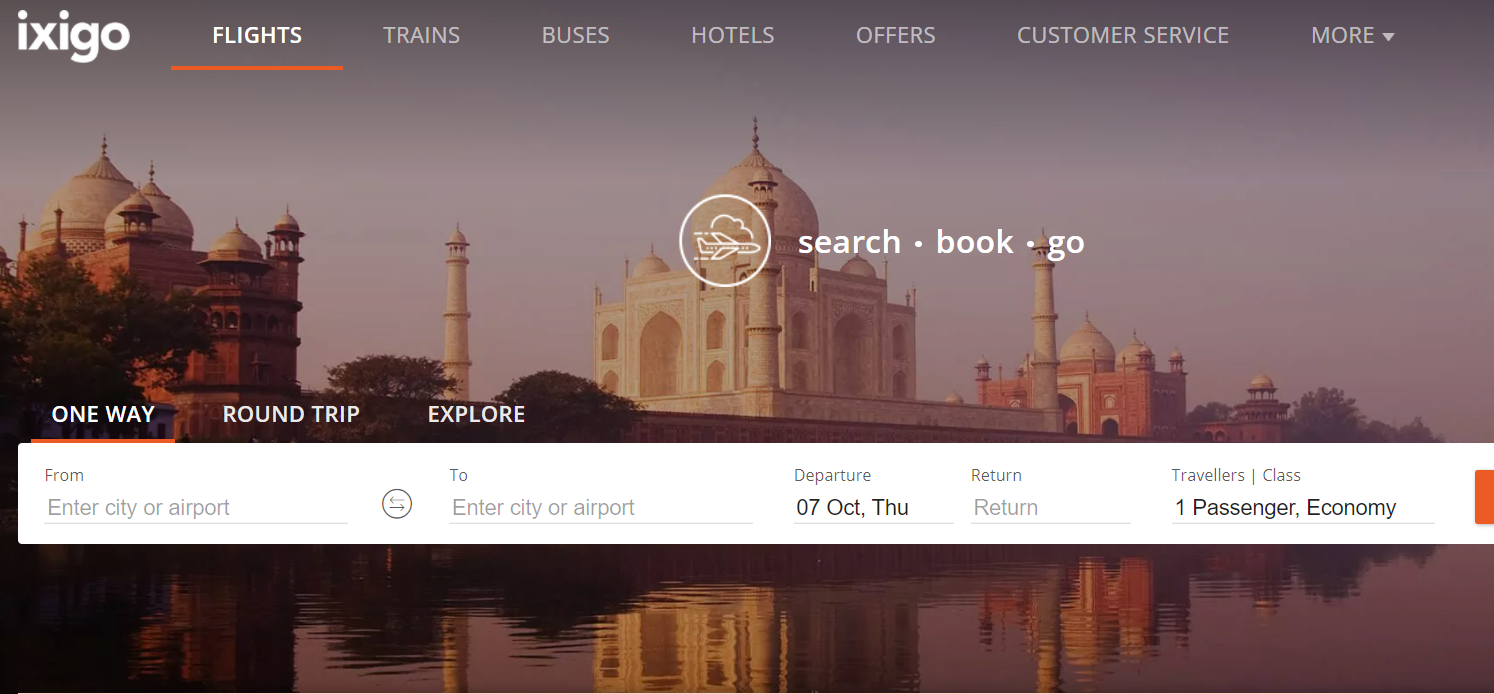 ixigo FLIGHTS TRAINS BUSES HOTELS OFFERS CUSTOMER SERVICE MORE
search • book • go
ONE WAY ROUND TRIP EXPLORE
From To Departure Return Travellers | Class
Enter city or airport Enter city or airport 07 Oct, Thu Return 1 Passenger, Economy